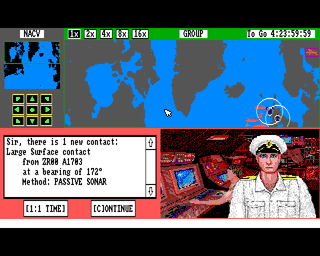 NACV
1x 2x 4x 8x 16x
GROUP
To Go 4:23:59:59
Sir, there is 1 new contact:
Large Surface contact
from ZR00 A1703
at a bearing of 172°
Method: PASSIVE SONAR
[1:1 TIME]
[C]ONTINUE